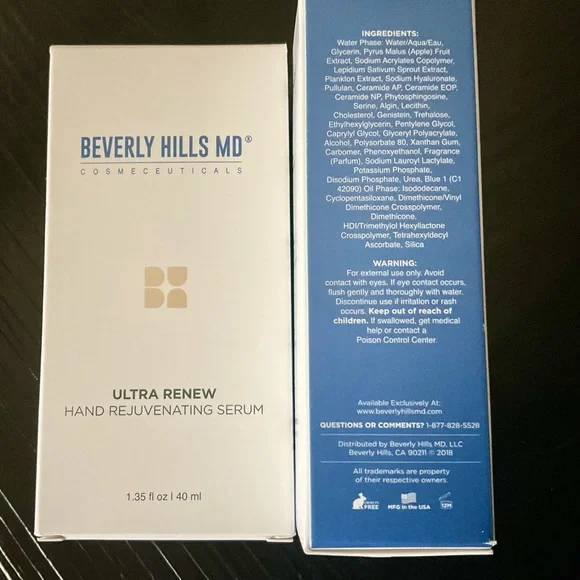 BEVERLY HILLS MD®
COSMECEUTICALS
ULTRA RENEW
HAND REJUVENATING SERUM
1.35 fl oz | 40 ml
INGREDIENTS:
Water Phase: Water/Aqua/Eau,
Glycerin, Pyrus Malus (Apple) Fruit
Extract, Sodium Acrylates Copolymer,
Lepidium Sativum Sprout Extract,
Plankton Extract, Sodium Hyaluronate,
Pullulan, Ceramide AP, Ceramide EOP,
Ceramide NP, Phytosphingosine,
Serine, Algin, Lecithin,
Cholesterol, Genistein, Trehalose,
Ethylhexylglycerin, Pentylene Glycol,
Caprylyl Glycol, Glyceryl Polyacrylate,
Alcohol, Polysorbate 80, Xanthan Gum,
Carbomer, Phenoxyethanol, Fragrance
(Parfum), Sodium Lauroyl Lactylate,
Potassium Phosphate,
Disodium Phosphate, Urea, Blue 1 (C1
42090) Oil Phase: Isododecane,
Cyclopentasiloxane, Dimethicone/Vinyl
Dimethicone Crosspolymer,
Dimethicone,
HDI/Trimethylol Hexyllactone
Crosspolymer, Tetrahexyldecyl
Ascorbate, Silica
WARNING:
For external use only. Avoid
contact with eyes. If eye contact occurs,
flush gently and thoroughly with water.
Discontinue use if irritation or rash
occurs. Keep out of reach of
children. If swallowed, get medical
help or contact a
Poison Control Center.
Available Exclusively At:
www.beverlyhillsmd.com
QUESTIONS OR COMMENTS? 1-877-828-5528
Distributed by Beverly Hills MD, LLC
Beverly Hills, CA 90211 © 2018
All trademarks are property
of their respective owners.
CRUELTY
FREE
MFG in the USA
12M